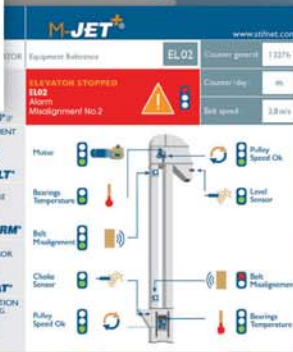 M-JET
www.stifnet.com
Equipment Reference
EL02
Counter general
13276
ELEVATOR STOPPED
EL02
Alarm
Misalignment No.2
Counter / day :
Belt speed :
2,8 m/s
Motor
Pulley
Speed Ok
Bearings
Temperature
Level
Sensor
Belt
Misalignment
Choke
Sensor
Belt
Misalignment
Pulley
Speed Ok
Bearings
Temperature